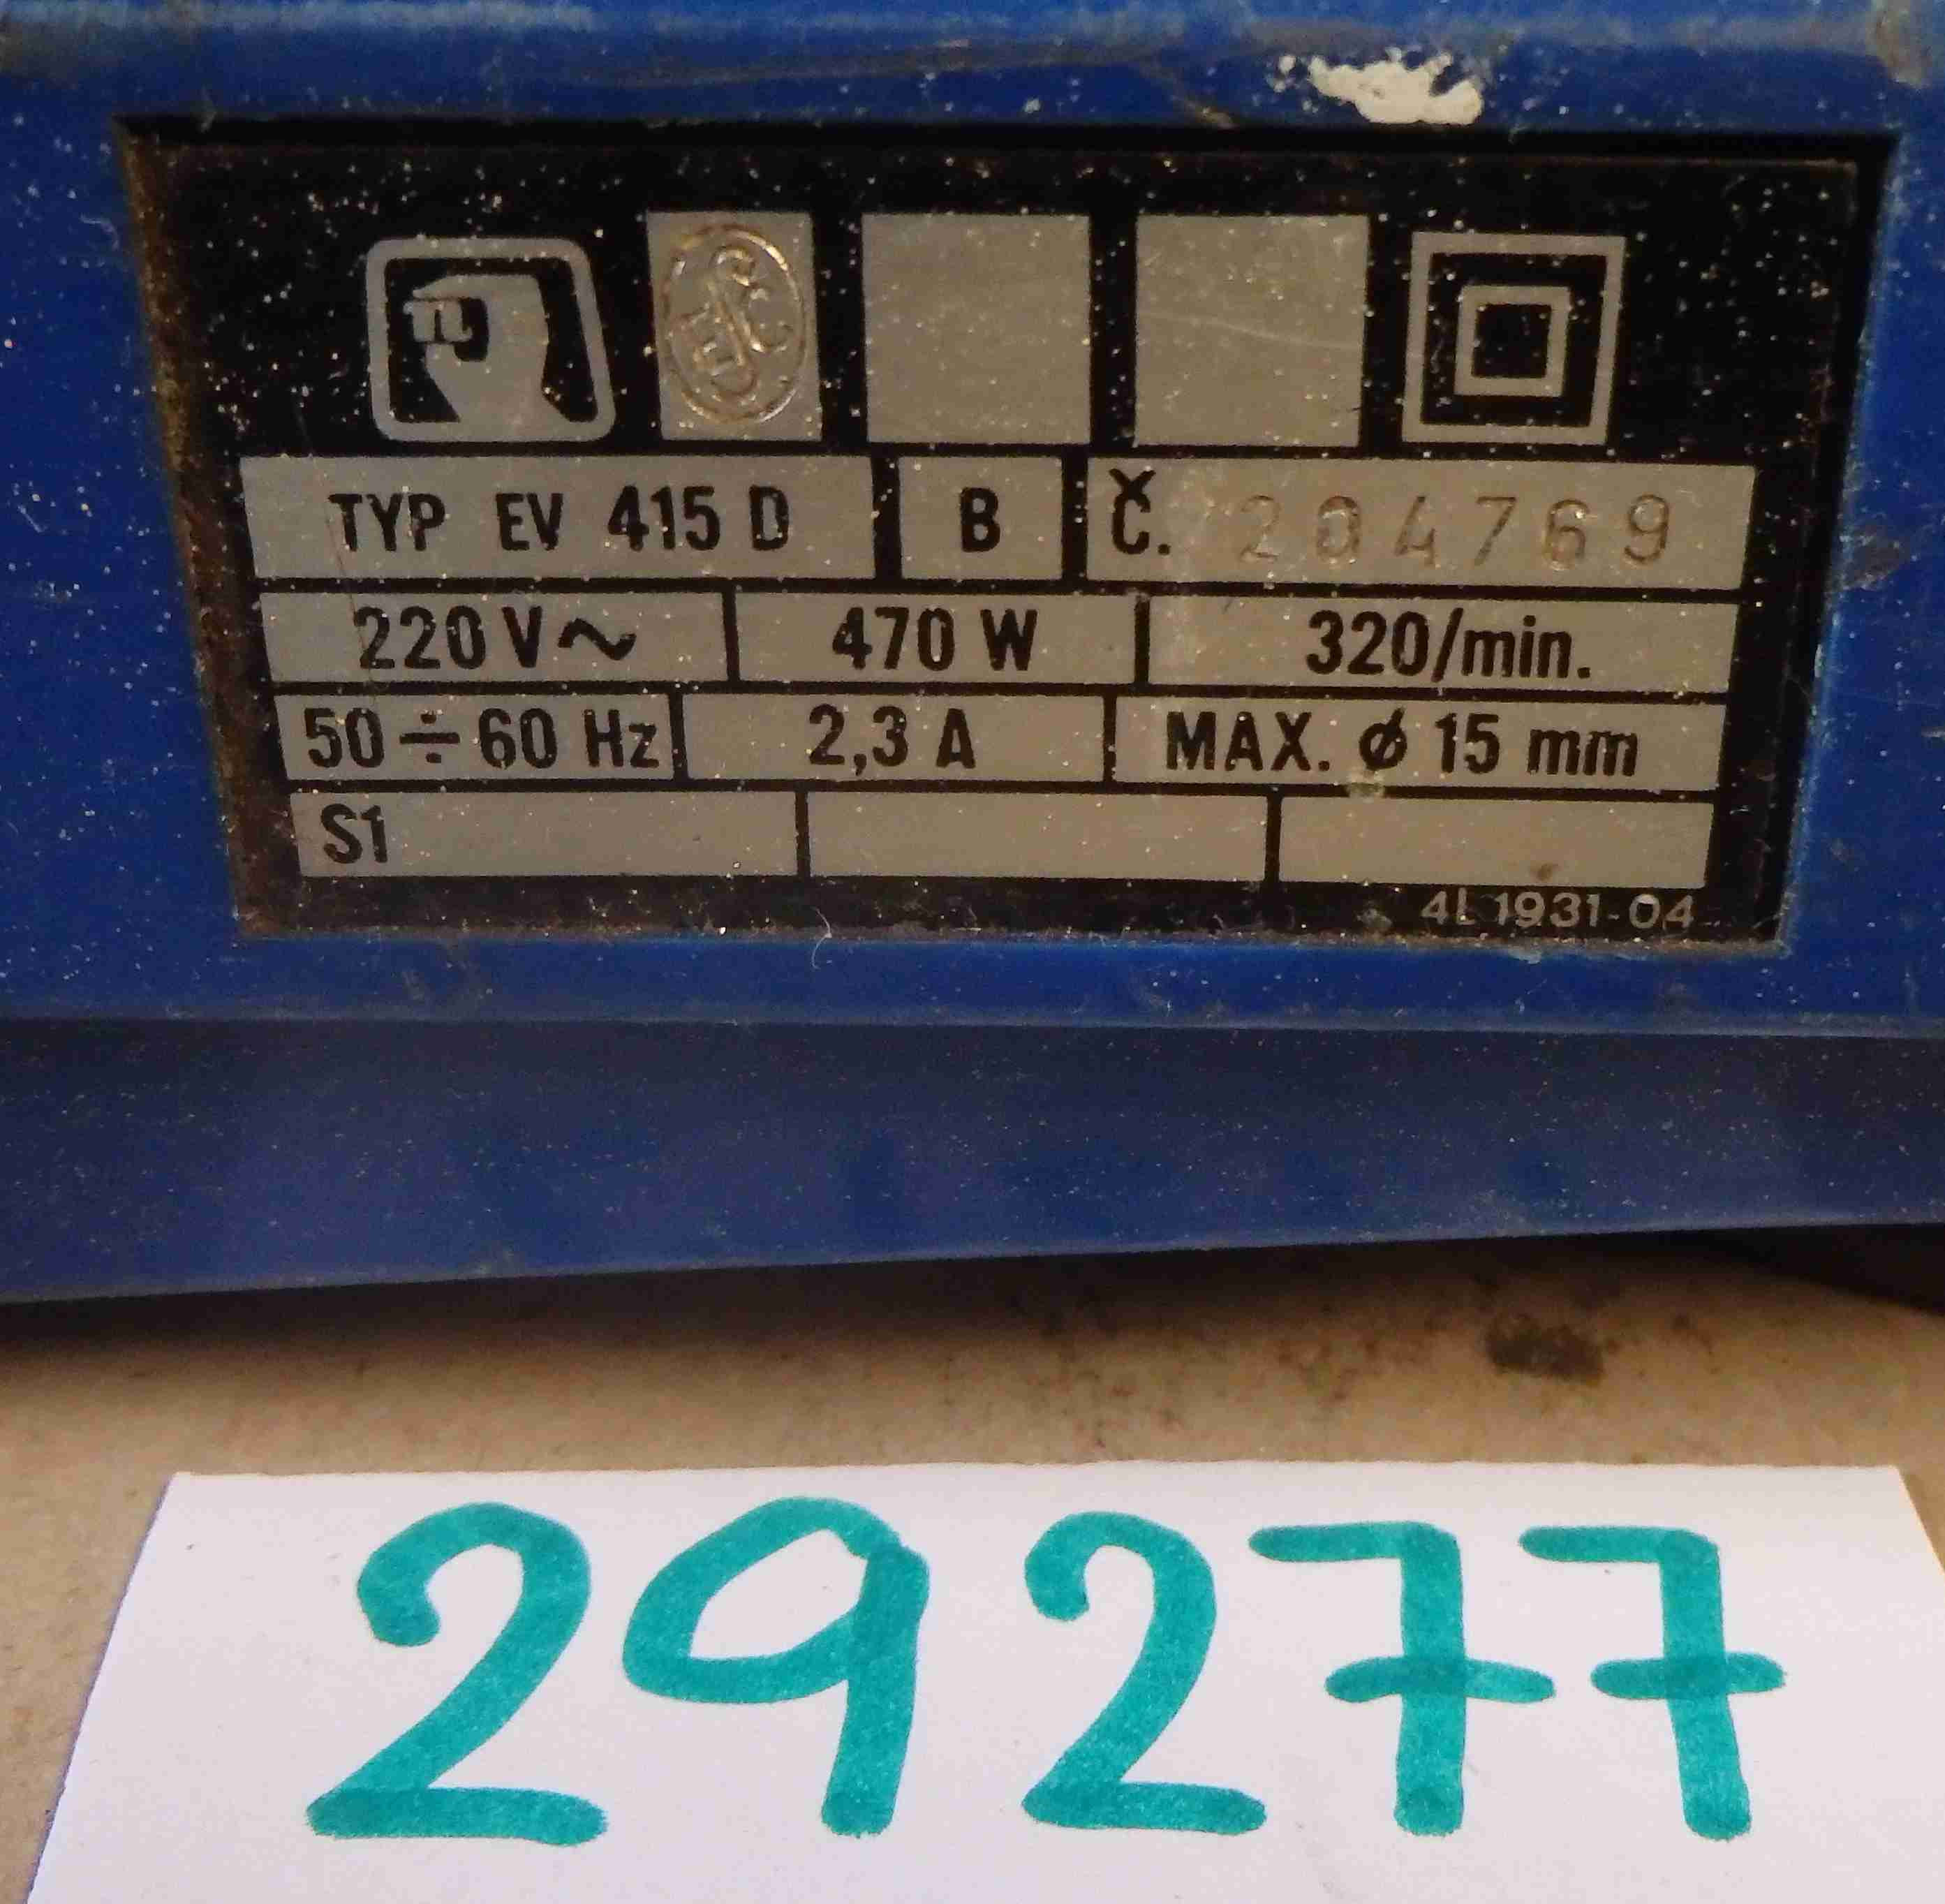 TYP EV 415 D B Č. 204769
220 V~ 470 W 320/min.
50 ÷ 60 Hz 2,3 A MAX. ϕ 15 mm
S1
4L 1931-04
29277